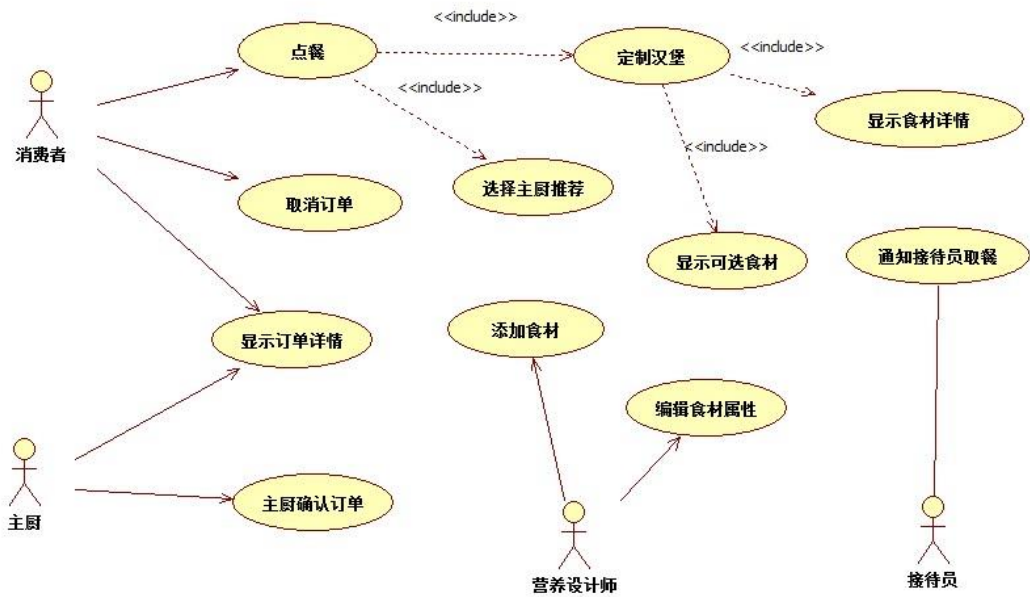 <<include>>
点餐
定制汉堡
<<include>>
<<include>>
显示食材详情
消费者
<<include>>
选择主厨推荐
取消订单
显示可选食材
通知接待员取餐
添加食材
显示订单详情
编辑食材属性
主厨确认订单
主厨
营养设计师
接待员